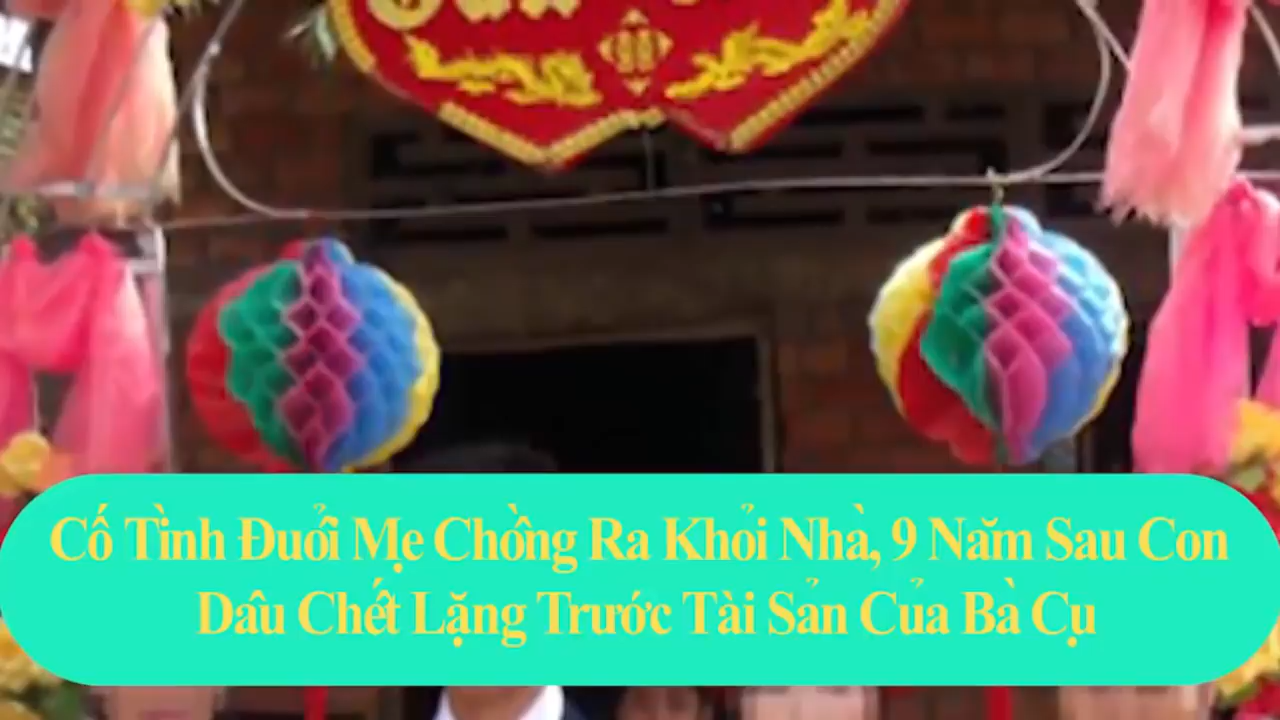 Cố Tình Đuổi Mẹ Chồng Ra Khỏi Nhà, 9 Năm Sau Con
Dâu Chết Lặng Trước Tài Sản Của Bà Cụ